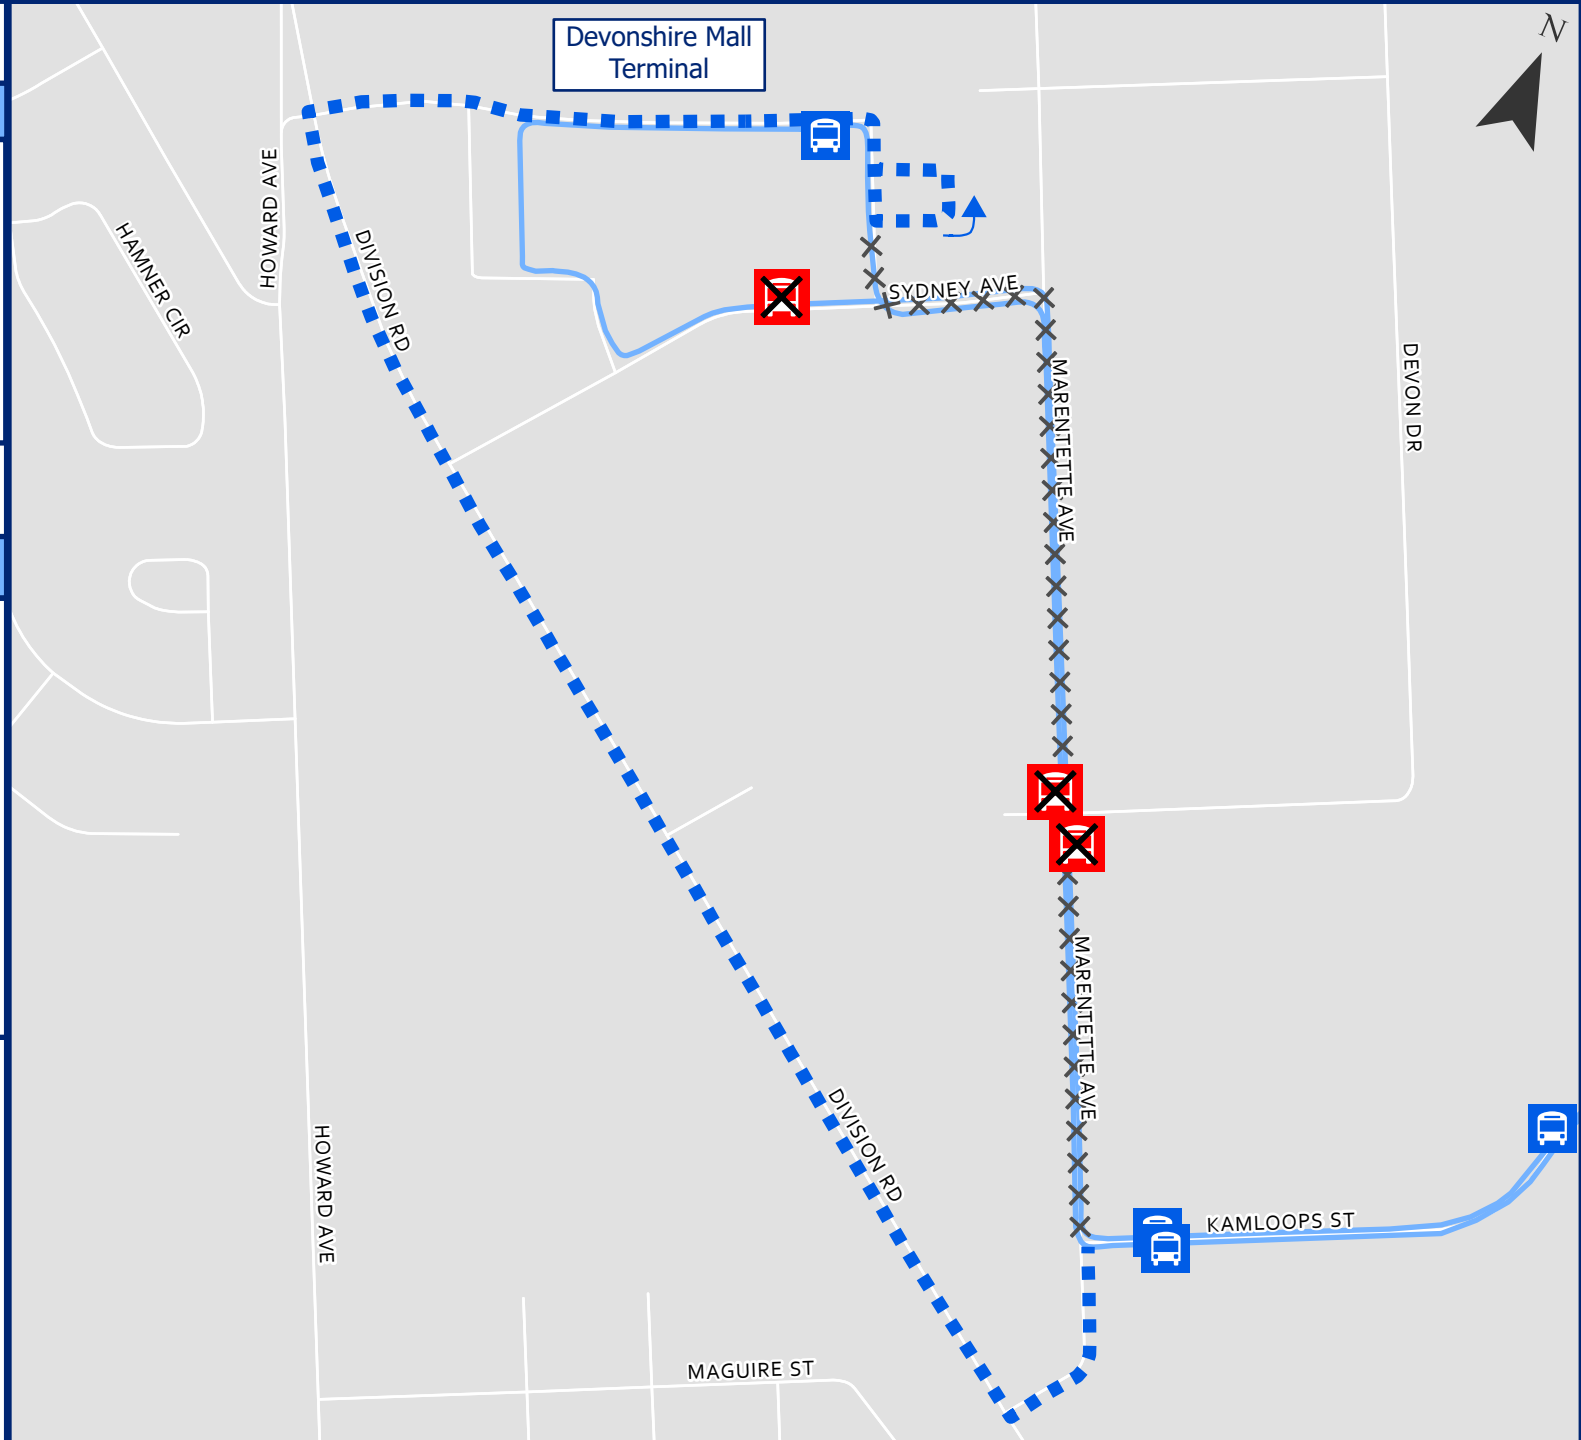 N
Devonshire Mall
Terminal
HOWARD AVE
HAMNER CIR
DIVISION RD
SYDNEY AVE
MARENTETTE AVE
DEVON DR
MARENTETTE AVE
DIVISION RD
HOWARD AVE
KAMLOOPS ST
MAGUIRE ST